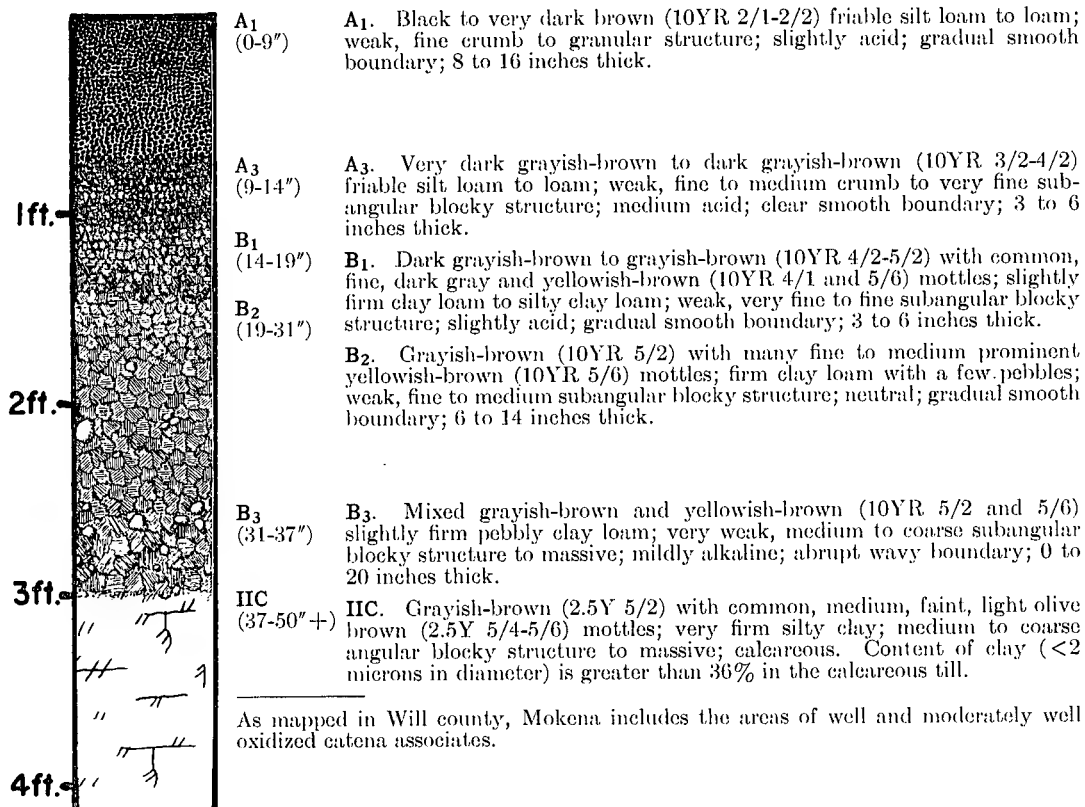 A1
(0-9″)
A1. Black to very dark brown (10YR 2/1-2/2) friable silt loam to loam;
weak, fine crumb to granular structure; slightly acid; gradual smooth
boundary; 8 to 16 inches thick.
A3
(9-14″)
A3. Very dark grayish-brown to dark grayish-brown (10YR 3/2-4/2)
friable silt loam to loam; weak, fine to medium crumb to very fine sub-
angular blocky structure; medium acid; clear smooth boundary; 3 to 6
inches thick.
1ft.
B1
(14-19″)
B1. Dark grayish-brown to grayish-brown (10YR 4/2-5/2) with common,
fine, dark gray and yellowish-brown (10YR 4/1 and 5/6) mottles; slightly
firm clay loam to silty clay loam; weak, very fine to fine subangular blocky
structure; slightly acid; gradual smooth boundary; 3 to 6 inches thick.
B2
(19-31″)
B2. Grayish-brown (10YR 5/2) with many fine to medium prominent
yellowish-brown (10YR 5/6) mottles; firm clay loam with a few pebbles;
weak, fine to medium subangular blocky structure; neutral; gradual smooth
boundary; 6 to 14 inches thick.
2ft.
B3
(31-37″)
B3. Mixed grayish-brown and yellowish-brown (10YR 5/2 and 5/6)
slightly firm pebbly clay loam; very weak, medium to coarse subangular
blocky structure to massive; mildly alkaline; abrupt wavy boundary; 0 to
20 inches thick.
3ft.
IIC
(37-50″+)
IIC. Grayish-brown (2.5Y 5/2) with common, medium, faint, light olive
brown (2.5Y 5/4-5/6) mottles; very firm silty clay; medium to coarse
angular blocky structure to massive; calcareous. Content of clay (<2
microns in diameter) is greater than 36% in the calcareous till.
As mapped in Will county, Mokena includes the areas of well and moderately well
oxidized catena associates.
4ft.